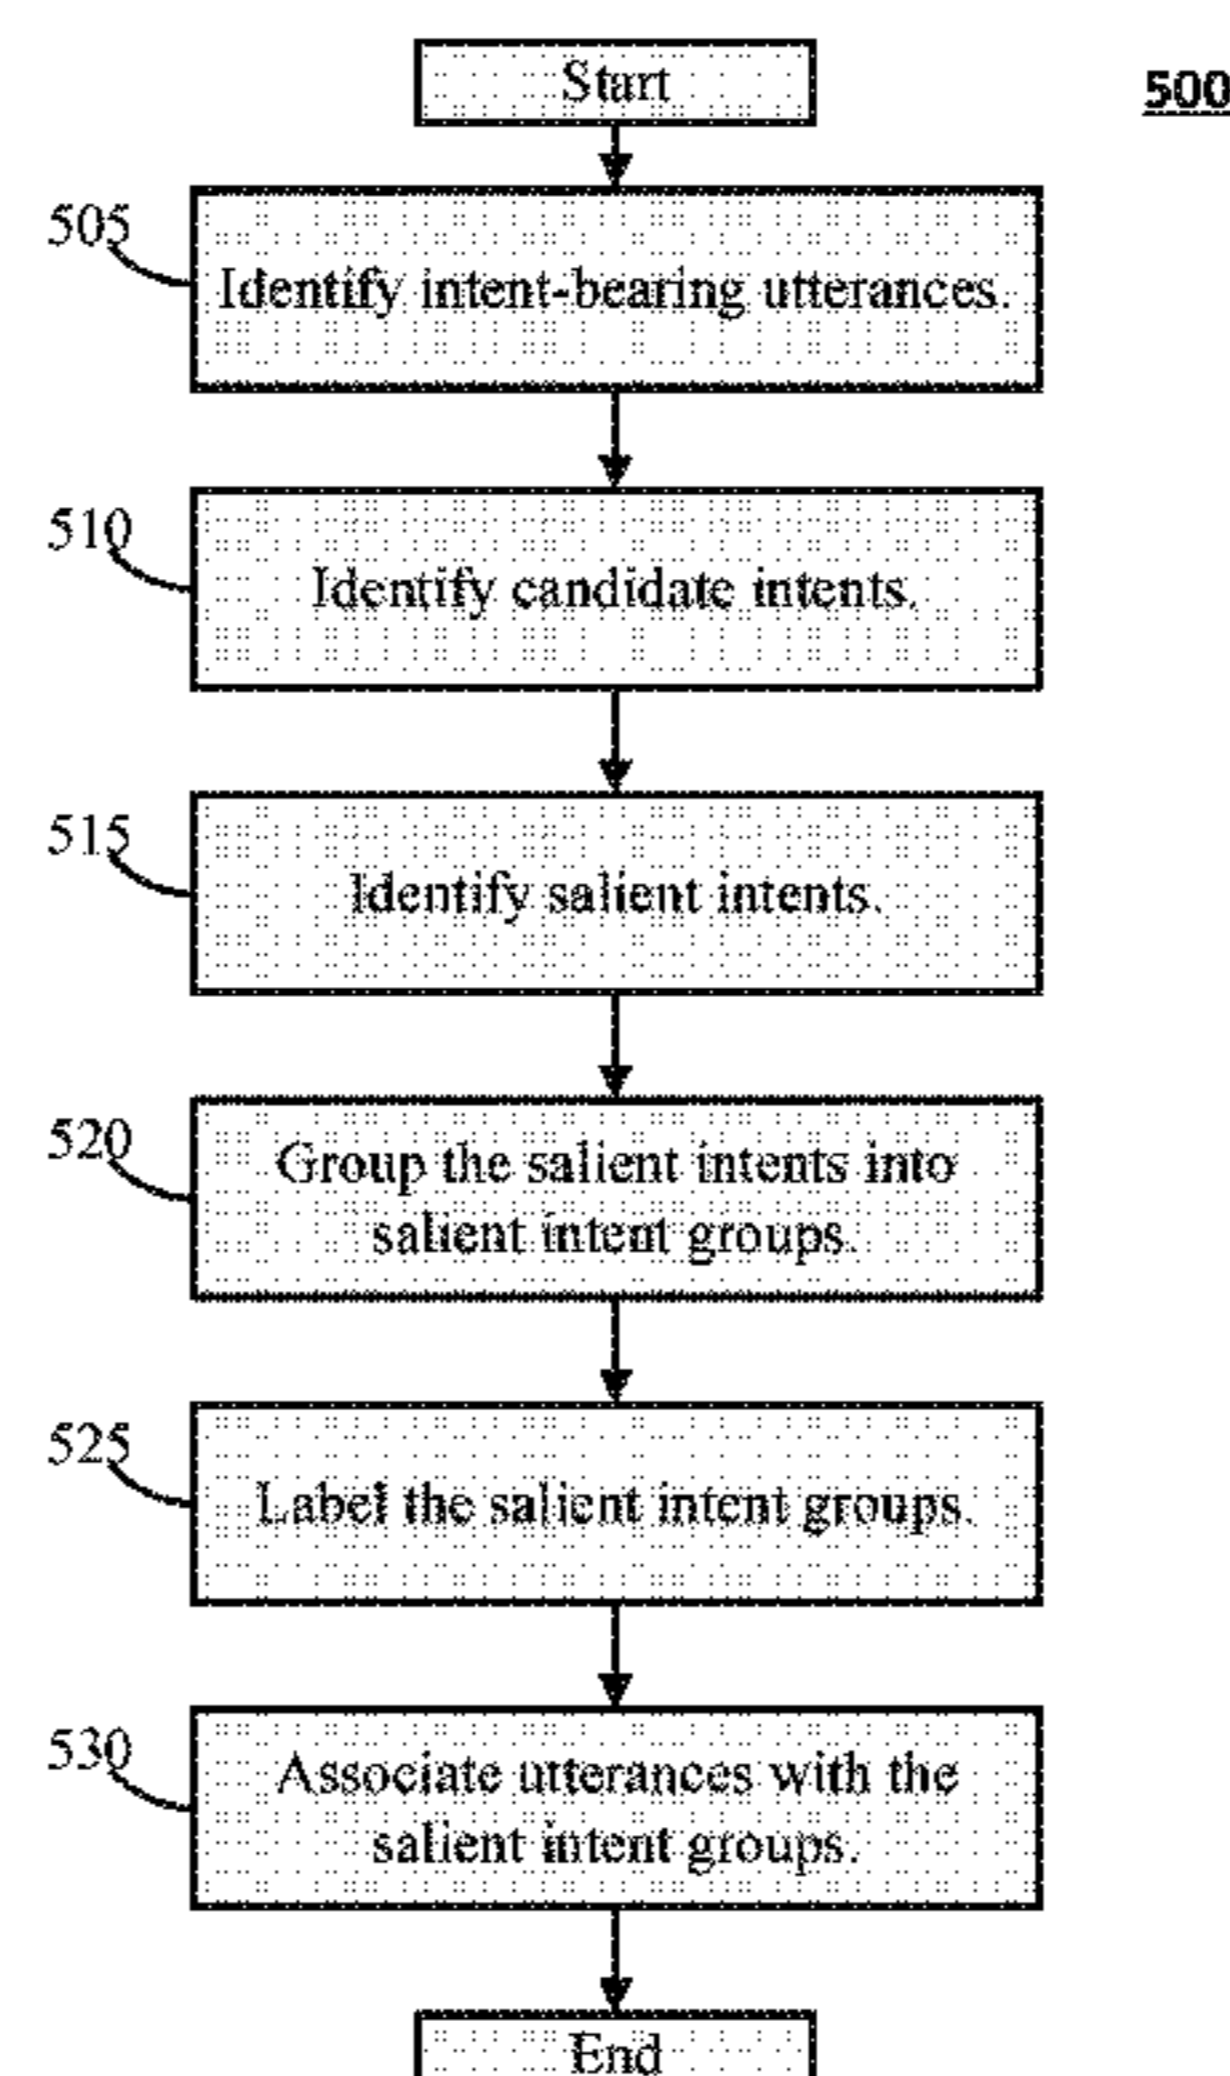 Start
500
505
Identify intent-bearing utterances.
510
Identify candidate intents.
515
Identify salient intents.
520
Group the salient intents into
salient intent groups.
525
Label the salient intent groups.
530
Associate utterances with the
salient intent groups.
End